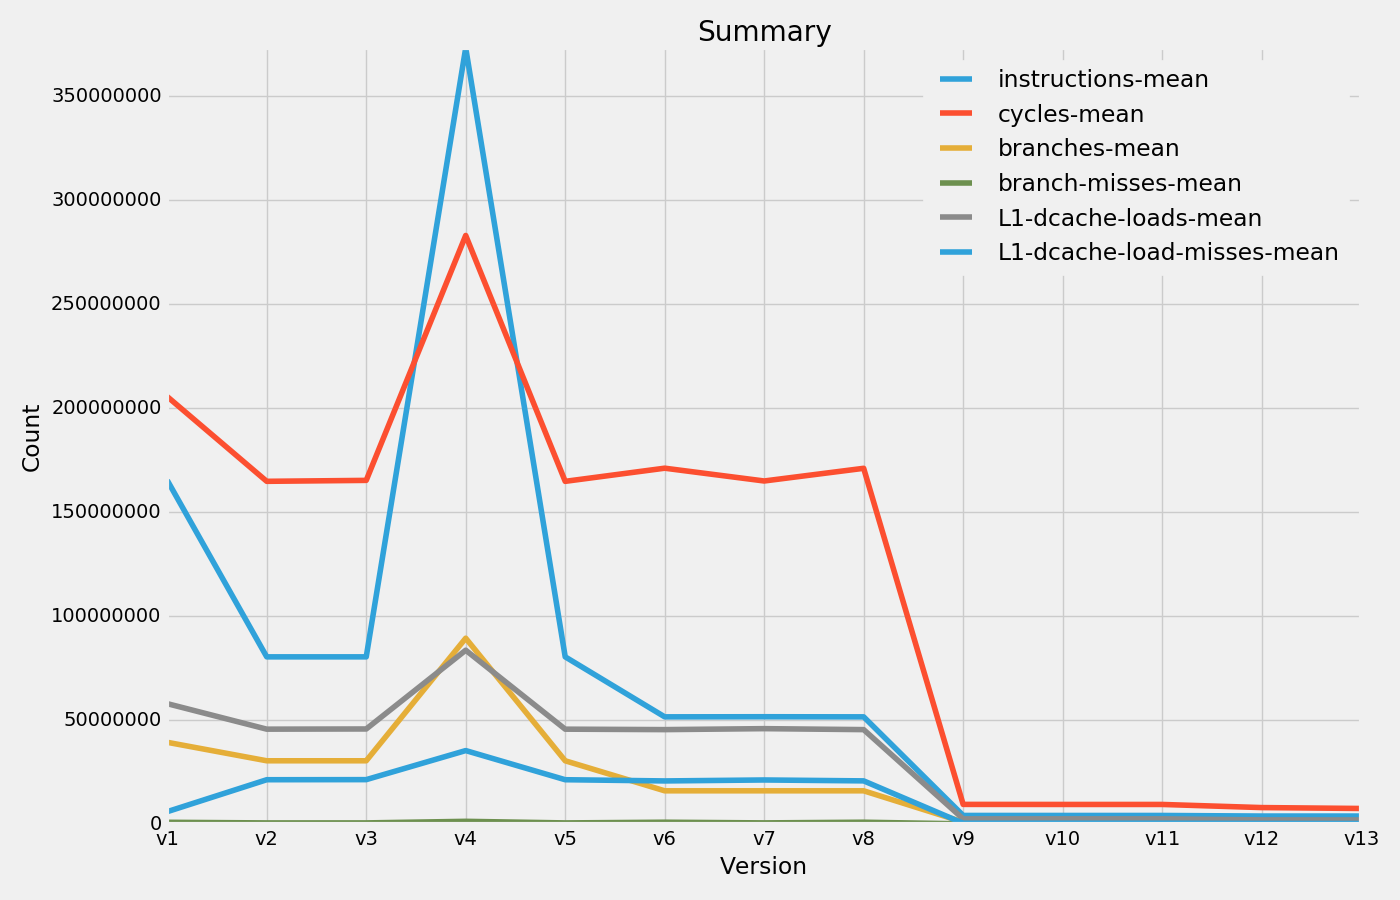 Summary
350000000
300000000
250000000
200000000
150000000
100000000
50000000
0
Count
instructions-mean
cycles-mean
branches-mean
branch-misses-mean
L1-dcache-loads-mean
L1-dcache-load-misses-mean
v1 v2 v3 v4 v5 v6 v7 v8 v9 v10 v11 v12 v13
Version